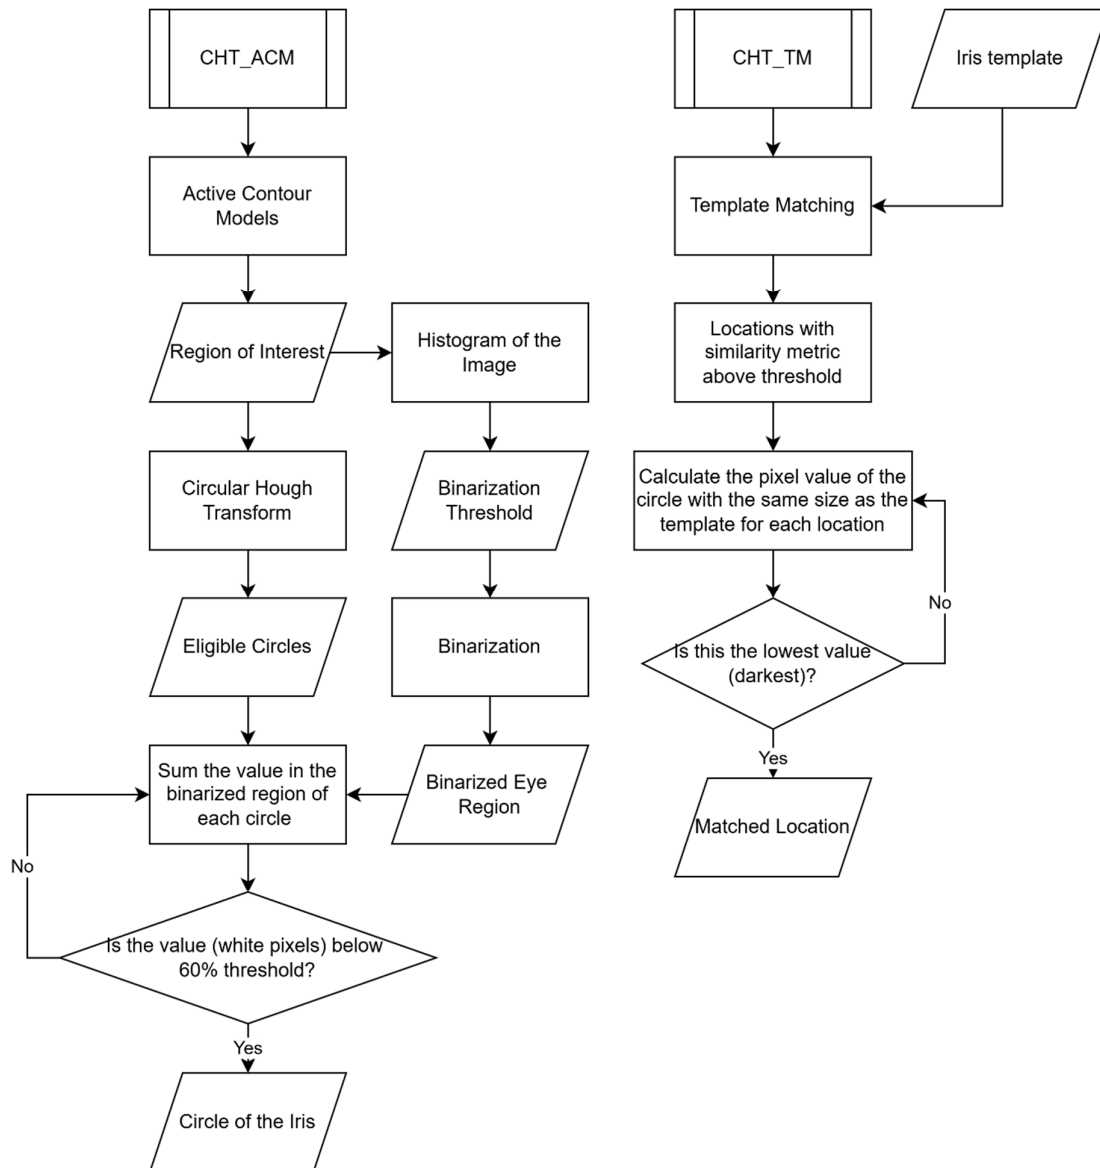 CHT_ACM
Active Contour
Models
Region of Interest
Histogram of the
Image
Circular Hough
Transform
Binarization
Threshold
Eligible Circles
Binarization
Sum the value in the
binarized region of
each circle
Binarized Eye
Region
No
Is the value (white pixels) below
60% threshold?
Yes
Circle of the Iris
CHT_TM
Iris template
Template Matching
Locations with
similarity metric
above threshold
Calculate the pixel value of the
circle with the same size as the
template for each location
No
Is this the lowest value
(darkest)?
Yes
Matched Location